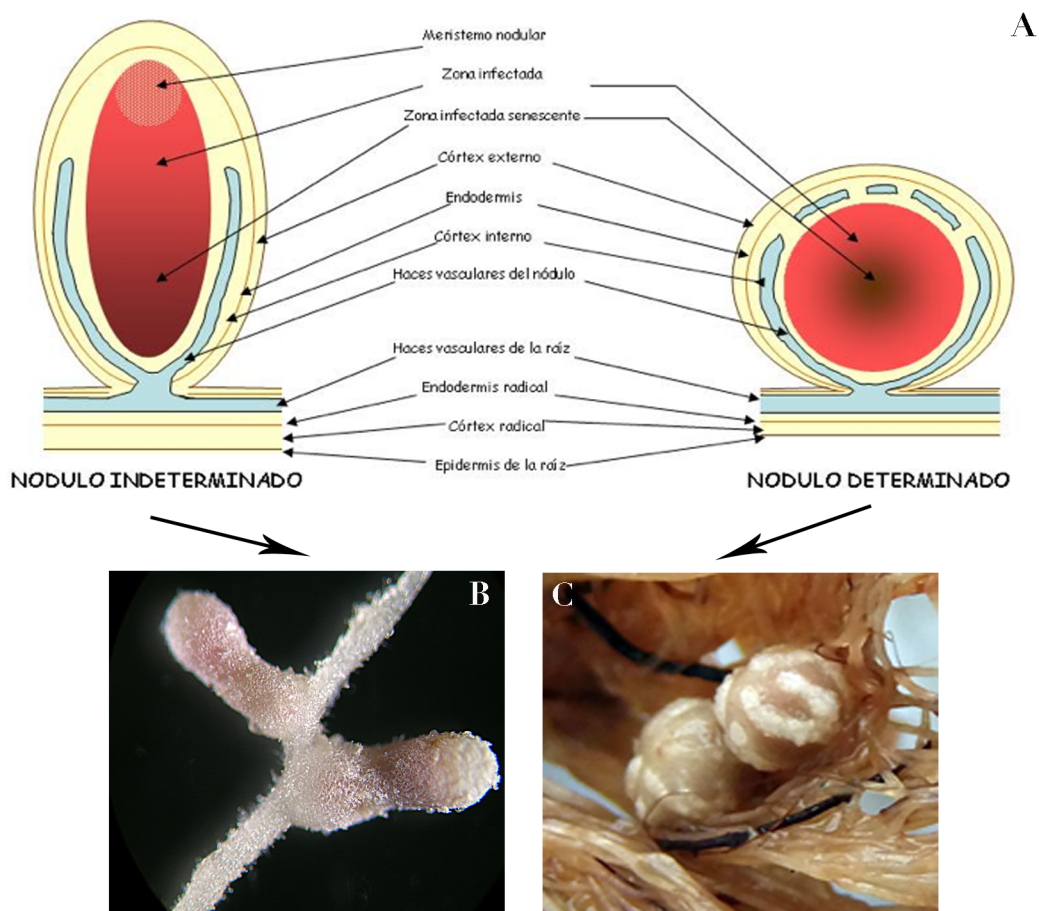 A
Meristemo nodular
Zona infectada
Zona infectada senescente
Córtex externo
Endodermis
Córtex interno
Haces vasculares del nódulo
Haces vasculares de la raíz
Endodermis radical
Córtex radical
Epidermis de la raíz
NODULO INDETERMINADO
NODULO DETERMINADO
B
C